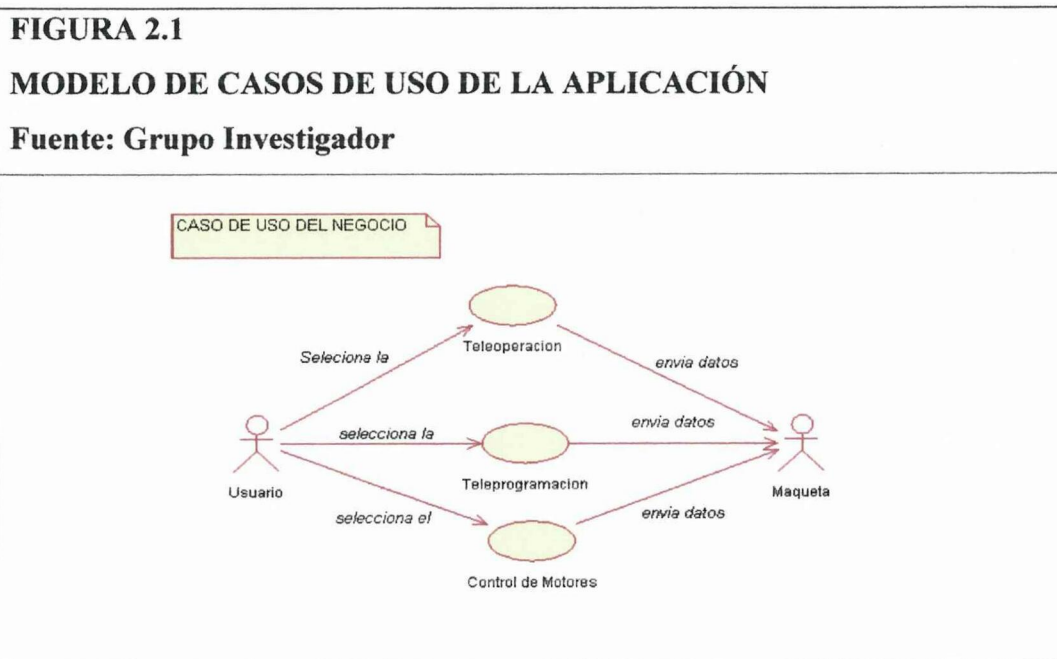 FIGURA 2.1
MODELO DE CASOS DE USO DE LA APLICACIÓN
Fuente: Grupo Investigador
CASO DE USO DEL NEGOCIO
Seleciona la
Teleoperacion
envia datos
selecciona la
envia datos
Usuario
Teleprogramacion
Maqueta
selecciona el
envia datos
Control de Motores